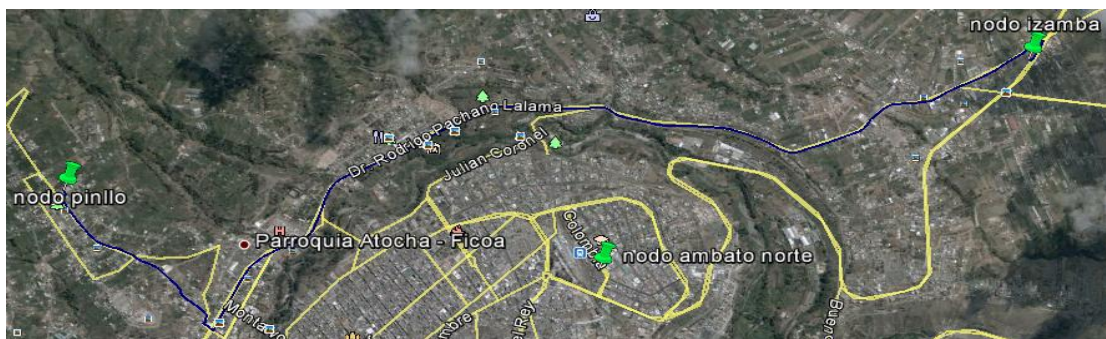 nodo izamba
Dr. Rodrigo Pachano Lalama
Julian Coronel
nodo pinllo
Parroquia Atocha - Ficoa
Colombia
nodo ambato norte